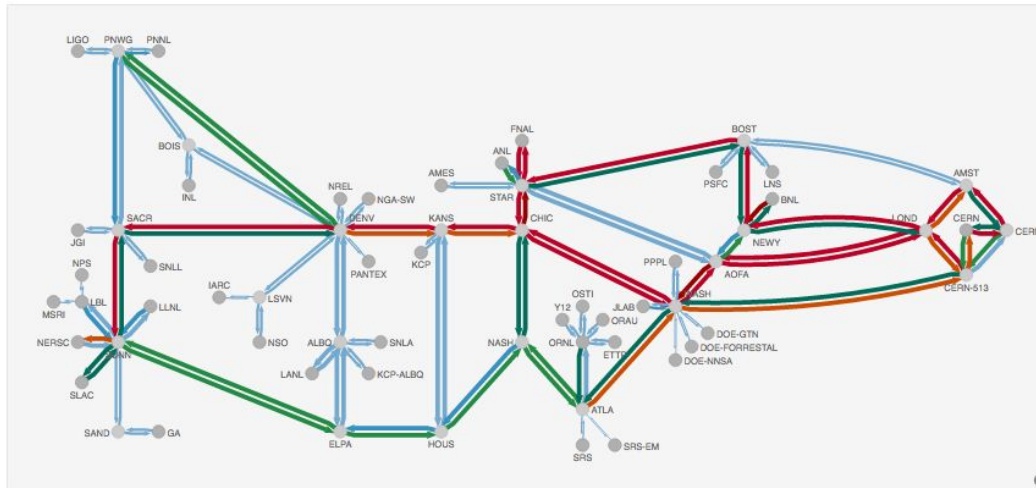 LIGO PNWG PNNL
FNAL
BOST
BOIS
ANL
AMES
PSFC LNS
AMST
INL
NREL
NGA-SW
STAR
BNL
SACR
DENV
KANS
CHIC
LOND
CERN
CERN
JGI
NEWY
NPS
SNLL
PANTEX
KCP
PPPL
AOFA
CERN-513
IARC
LSVN
OSTI
JLAB
ASH
LBL
LLNL
Y12
ORAU
MSRI
DOE-GTN
NERSC
NSO
ALBQ
SNLA
NASH
ORNL
ETTP
DOE-FORRESTAL
DOE-NNSA
LANL
KCP-ALBQ
SLAC
ATLA
SAND GA
ELPA
HOUS
SRS
SRS-EM